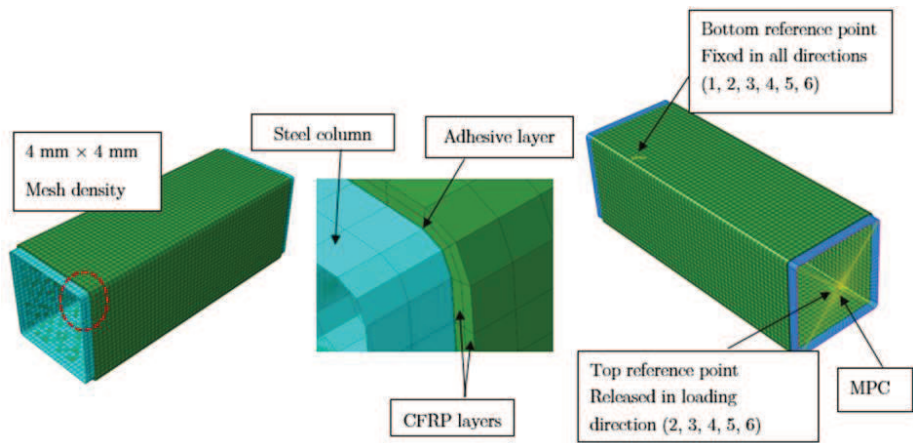 4 mm × 4 mm
Mesh density
Steel column
Adhesive layer
CFRP layers
Bottom reference point
Fixed in all directions
(1, 2, 3, 4, 5, 6)
Top reference point
Released in loading
direction (2, 3, 4, 5, 6)
MPC